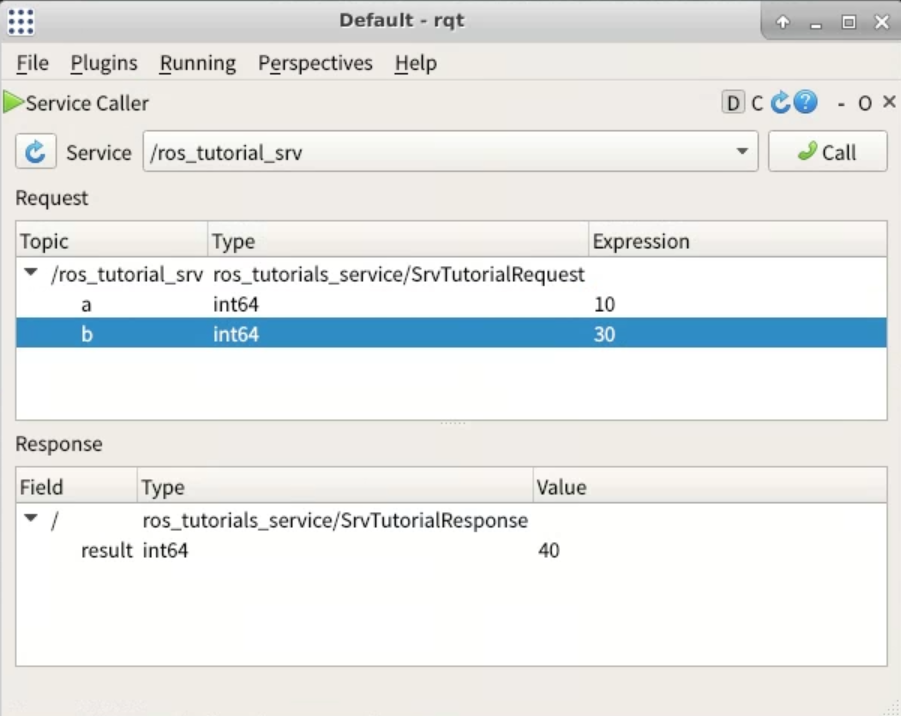 Default - rqt
File Plugins Running Perspectives Help
Service Caller D C ? - O ×
Service /ros_tutorial_srv Call
Request
Topic Type Expression
/ros_tutorial_srv ros_tutorials_service/SrvTutorialRequest
a int64 10
b int64 30
Response
Field Type Value
/ ros_tutorials_service/SrvTutorialResponse
result int64 40